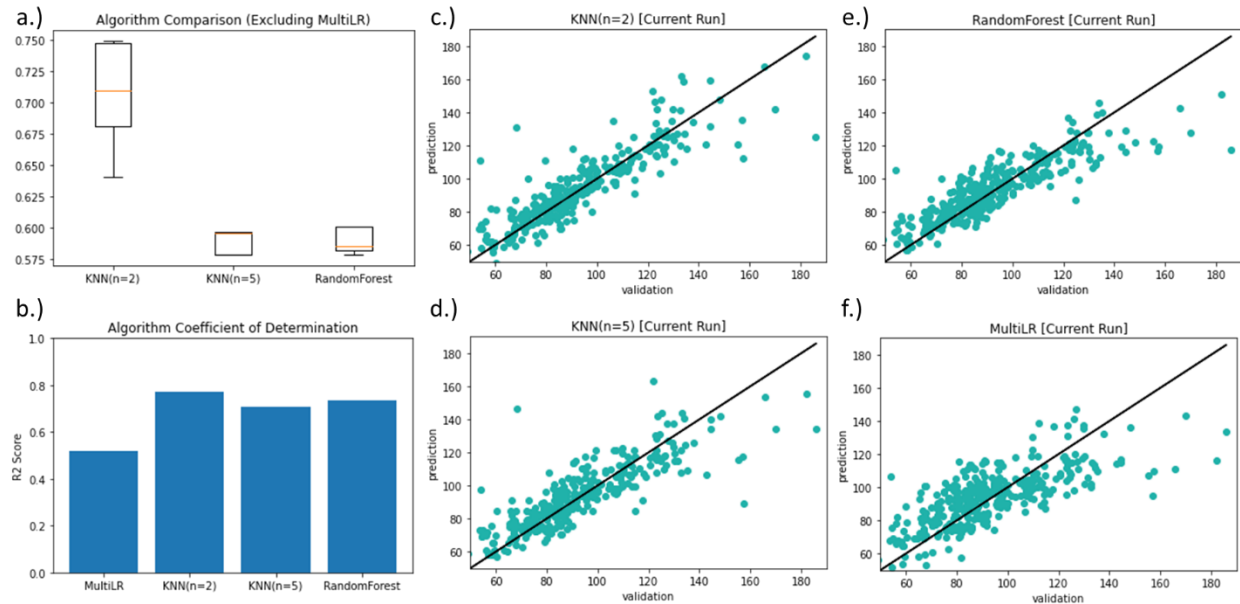 a.)
Algorithm Comparison (Excluding MultiLR)
0.750
0.725
0.700
0.675
0.650
0.625
0.600
0.575
KNN(n=2) KNN(n=5) RandomForest
b.)
Algorithm Coefficient of Determination
R2 Score
1.0
0.8
0.6
0.4
0.2
0.0
MultiLR KNN(n=2) KNN(n=5) RandomForest
c.)
KNN(n=2) [Current Run]
prediction
180
160
140
120
100
80
60
60 80 100 120 140 160 180
validation
d.)
KNN(n=5) [Current Run]
prediction
180
160
140
120
100
80
60
60 80 100 120 140 160 180
validation
e.)
RandomForest [Current Run]
prediction
180
160
140
120
100
80
60
60 80 100 120 140 160 180
validation
f.)
MultiLR [Current Run]
prediction
180
160
140
120
100
80
60
60 80 100 120 140 160 180
validation